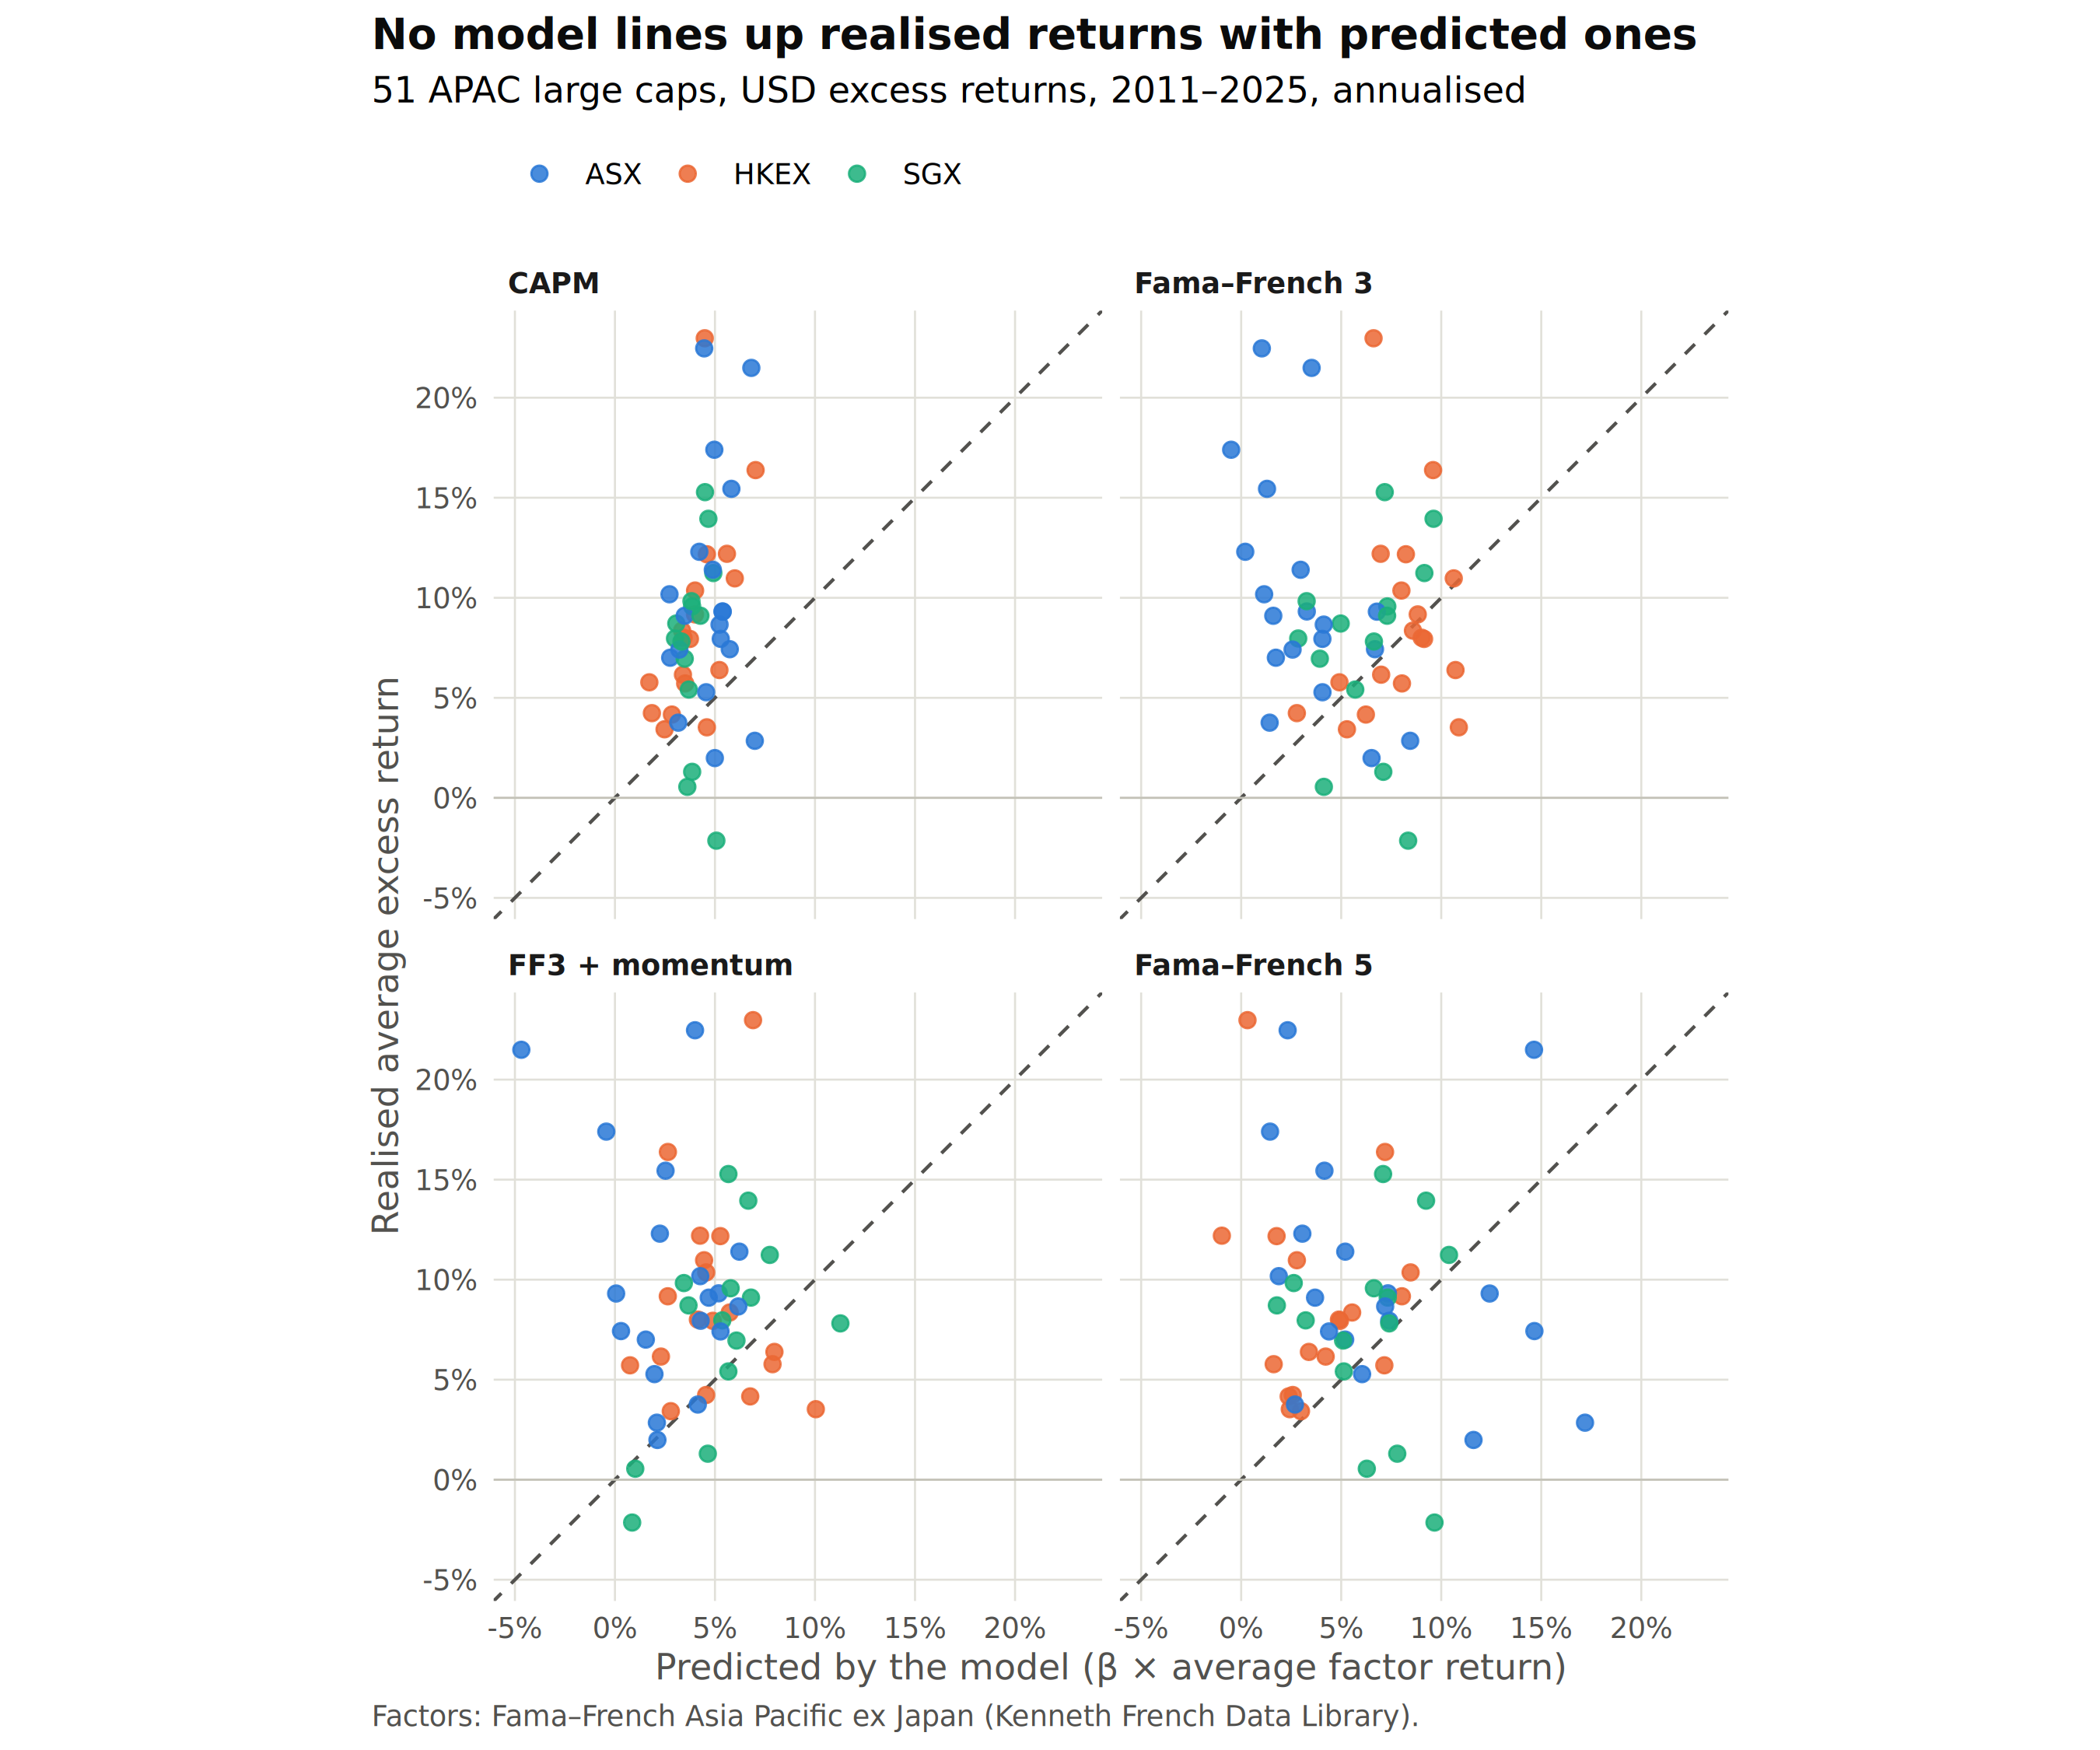 No model lines up realised returns with predicted ones
51 APAC large caps, USD excess returns, 2011–2025, annualised
ASX HKEX SGX
CAPM Fama–French 3
20%
15%
10%
5%
0%
-5%
FF3 + momentum Fama–French 5
20%
15%
10%
5%
0%
-5%
Realised average excess return
-5% 0% 5% 10% 15% 20% -5% 0% 5% 10% 15% 20%
Predicted by the model (β × average factor return)
Factors: Fama–French Asia Pacific ex Japan (Kenneth French Data Library).